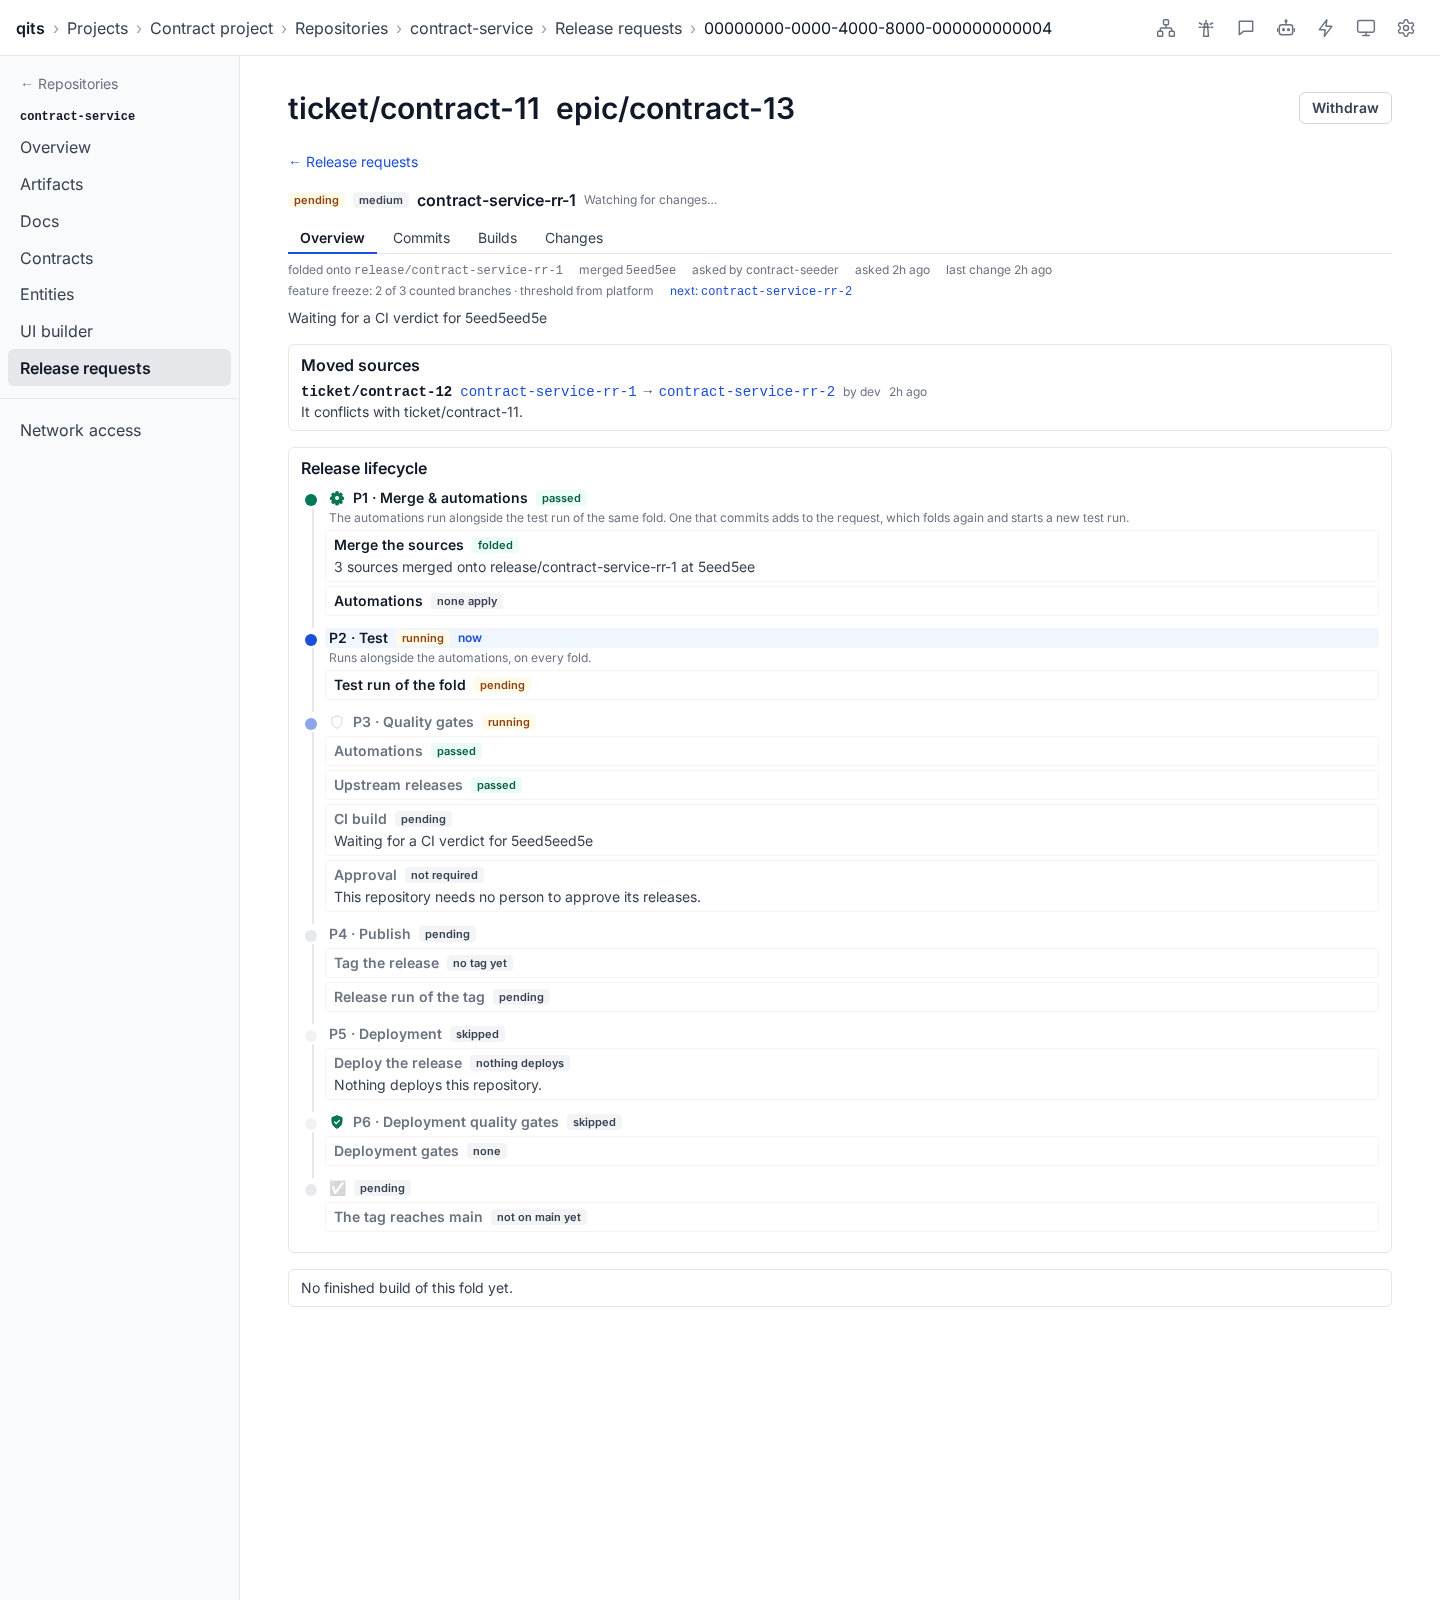 qits › Projects › Contract project › Repositories › contract-service › Release requests › 00000000-0000-4000-8000-000000000004
← Repositories
contract-service
Overview
Artifacts
Docs
Contracts
Entities
UI builder
Release requests
Network access
ticket/contract-11 epic/contract-13
Withdraw
← Release requests
pending medium contract-service-rr-1 Watching for changes…
Overview Commits Builds Changes
folded onto release/contract-service-rr-1 merged 5eed5ee asked by contract-seeder asked 2h ago last change 2h ago
feature freeze: 2 of 3 counted branches · threshold from platform next: contract-service-rr-2
Waiting for a CI verdict for 5eed5eed5e
Moved sources
ticket/contract-12 contract-service-rr-1 → contract-service-rr-2 by dev 2h ago
It conflicts with ticket/contract-11.
Release lifecycle
P1 · Merge & automations passed
The automations run alongside the test run of the same fold. One that commits adds to the request, which folds again and starts a new test run.
Merge the sources folded
3 sources merged onto release/contract-service-rr-1 at 5eed5ee
Automations none apply
P2 · Test running now
Runs alongside the automations, on every fold.
Test run of the fold pending
P3 · Quality gates running
Automations passed
Upstream releases passed
CI build pending
Waiting for a CI verdict for 5eed5eed5e
Approval not required
This repository needs no person to approve its releases.
P4 · Publish pending
Tag the release no tag yet
Release run of the tag pending
P5 · Deployment skipped
Deploy the release nothing deploys
Nothing deploys this repository.
P6 · Deployment quality gates skipped
Deployment gates none
pending
The tag reaches main not on main yet
No finished build of this fold yet.